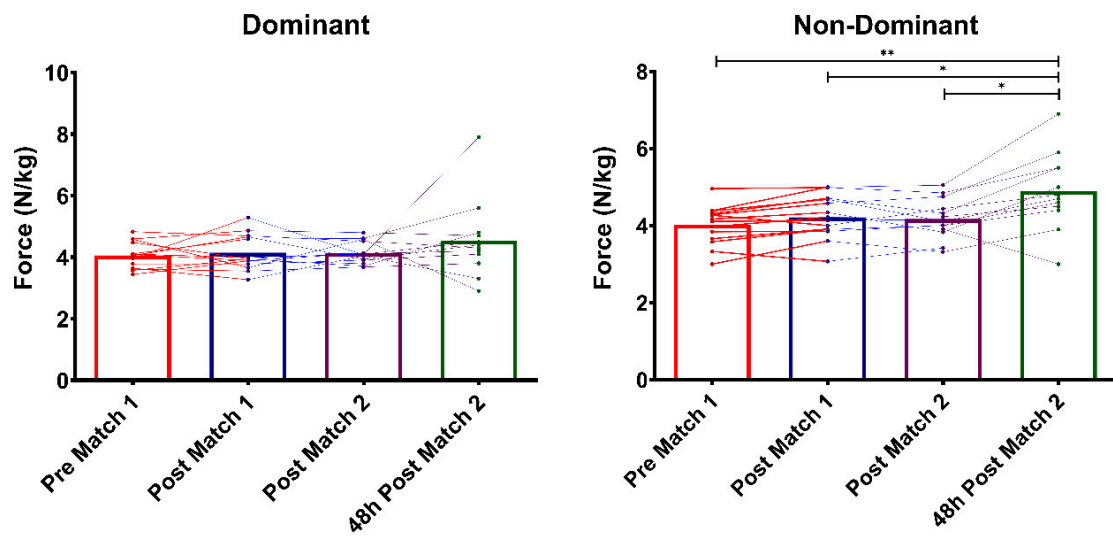 Dominant
Force (N/kg)
10
8
6
4
2
0
Pre Match 1
Post Match 1
Post Match 2
48h Post Match 2
Non-Dominant
**
*
*
Force (N/kg)
8
6
4
2
0
Pre Match 1
Post Match 1
Post Match 2
48h Post Match 2